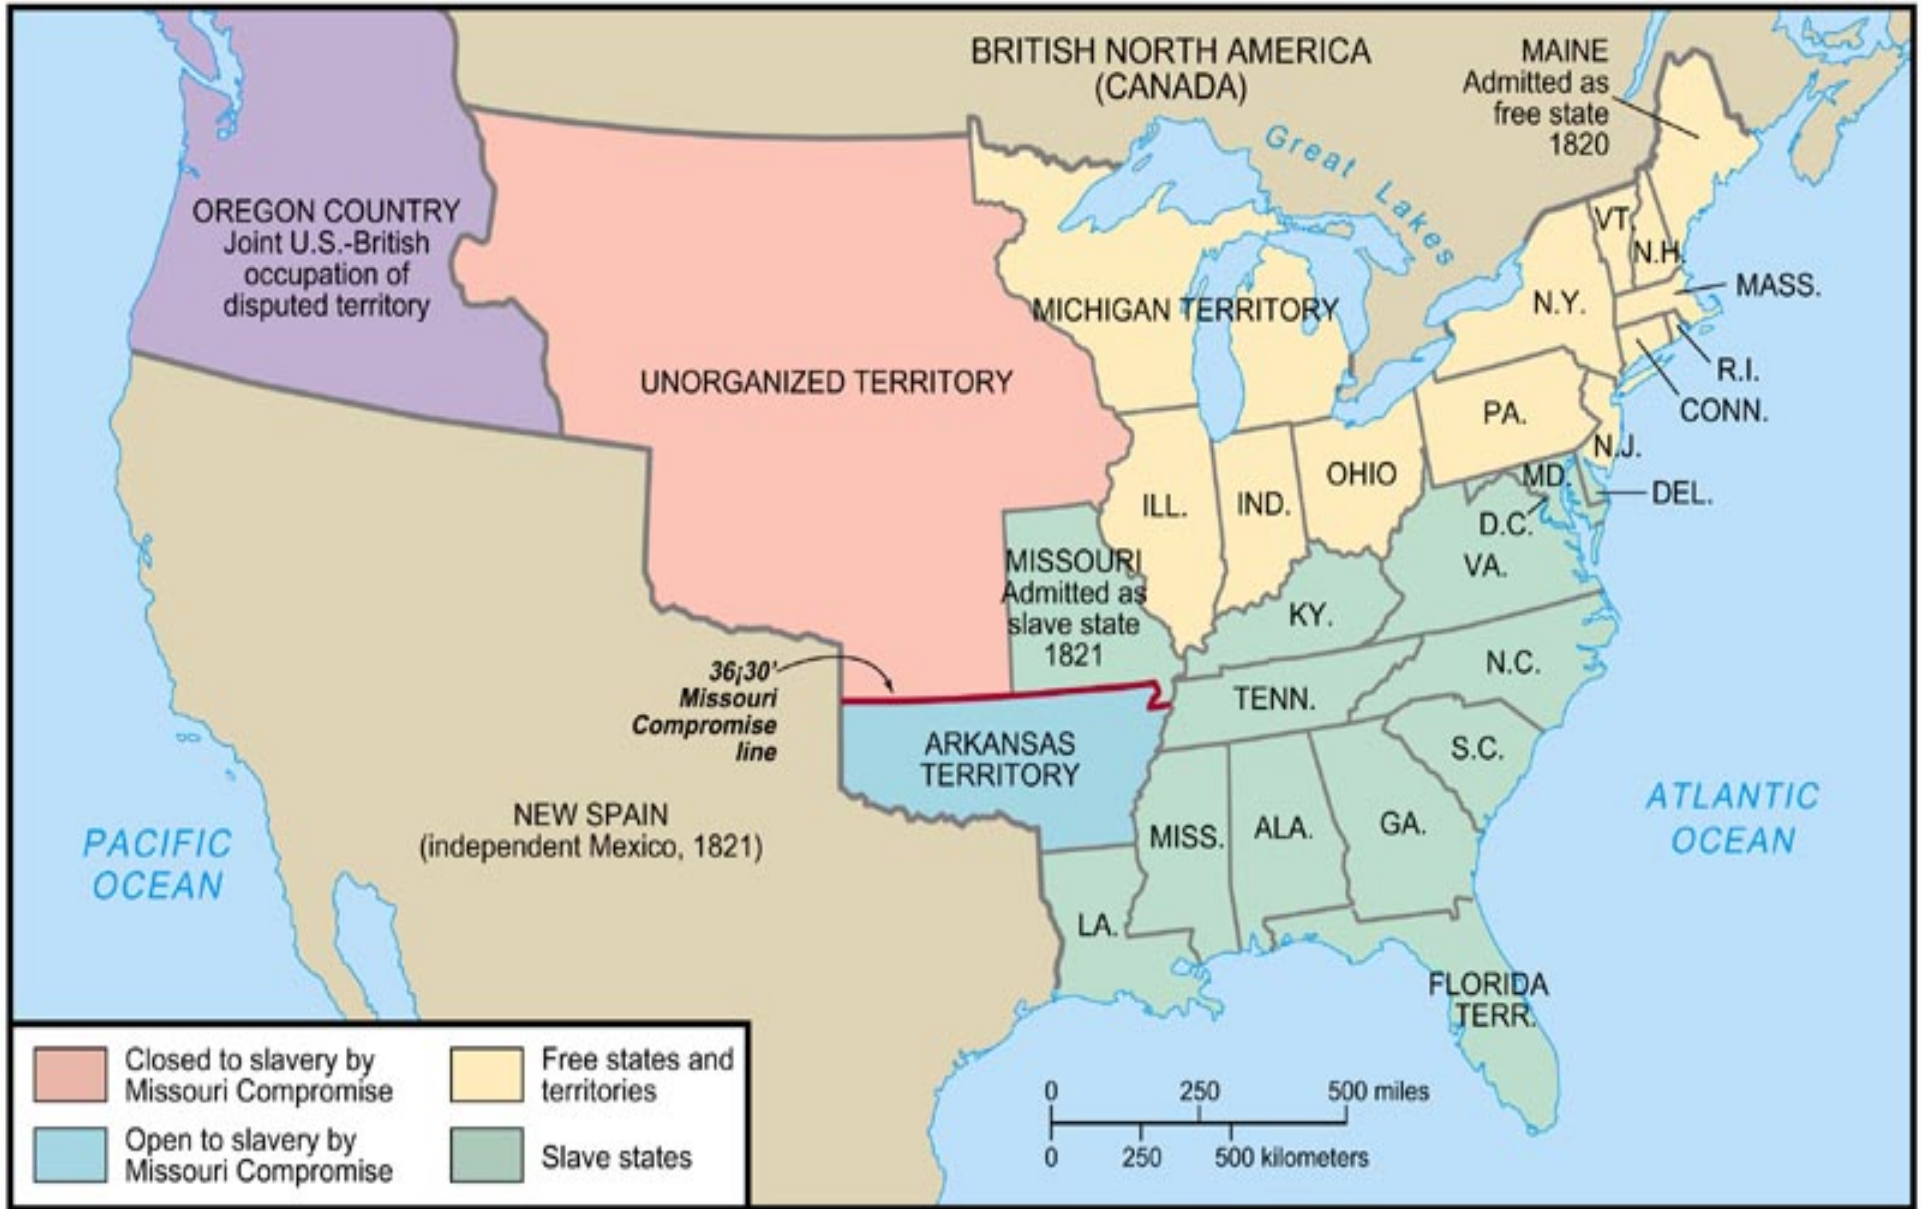 BRITISH NORTH AMERICA
(CANADA)
MAINE
Admitted as
free state
1820
Great Lakes
OREGON COUNTRY
Joint U.S.-British
occupation of
disputed territory
UNORGANIZED TERRITORY
MICHIGAN TERRITORY
VT.
N.H.
MASS.
N.Y.
R.I.
CONN.
PA.
N.J.
MD.
DEL.
D.C.
OHIO
IND.
ILL.
VA.
MISSOURI
Admitted as
slave state
1821
KY.
N.C.
TENN.
36¡30'
Missouri
Compromise
line
ARKANSAS
TERRITORY
S.C.
MISS.
ALA.
GA.
LA.
NEW SPAIN
(independent Mexico, 1821)
PACIFIC
OCEAN
ATLANTIC
OCEAN
FLORIDA
TERR.
Closed to slavery by
Missouri Compromise
Free states and
territories
Open to slavery by
Missouri Compromise
Slave states
0 250 500 miles
0 250 500 kilometers